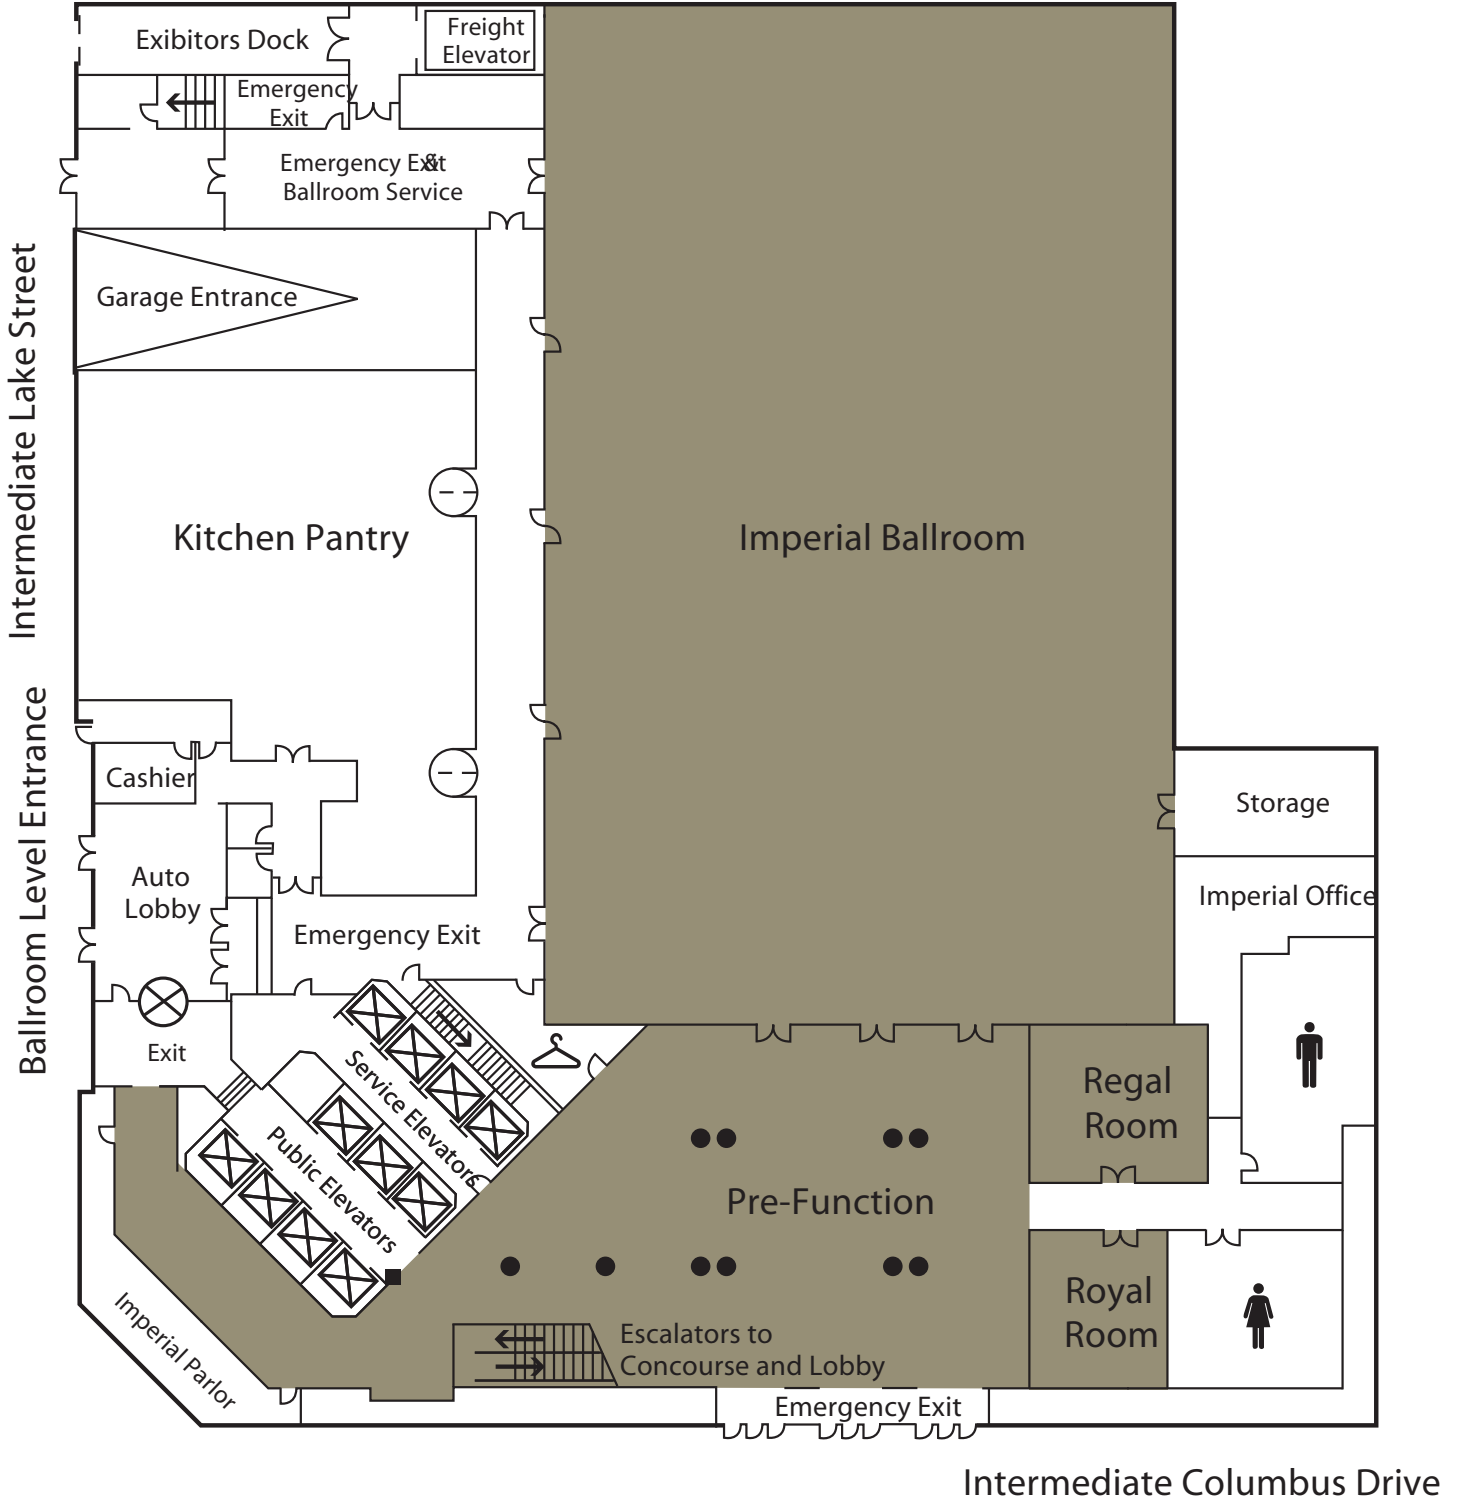 Exibitors Dock
Freight
Elevator
Emergency
Exit
Emergency Exit &
Ballroom Service
Garage Entrance
Intermediate Lake Street
Kitchen Pantry
Imperial Ballroom
Ballroom Level Entrance
Cashier
Storage
Auto
Lobby
Imperial Office
Emergency Exit
Exit
Service Elevators
Public Elevators
Regal
Room
Pre-Function
Royal
Room
Imperial Parlor
Escalators to
Concourse and Lobby
Emergency Exit
Intermediate Columbus Drive